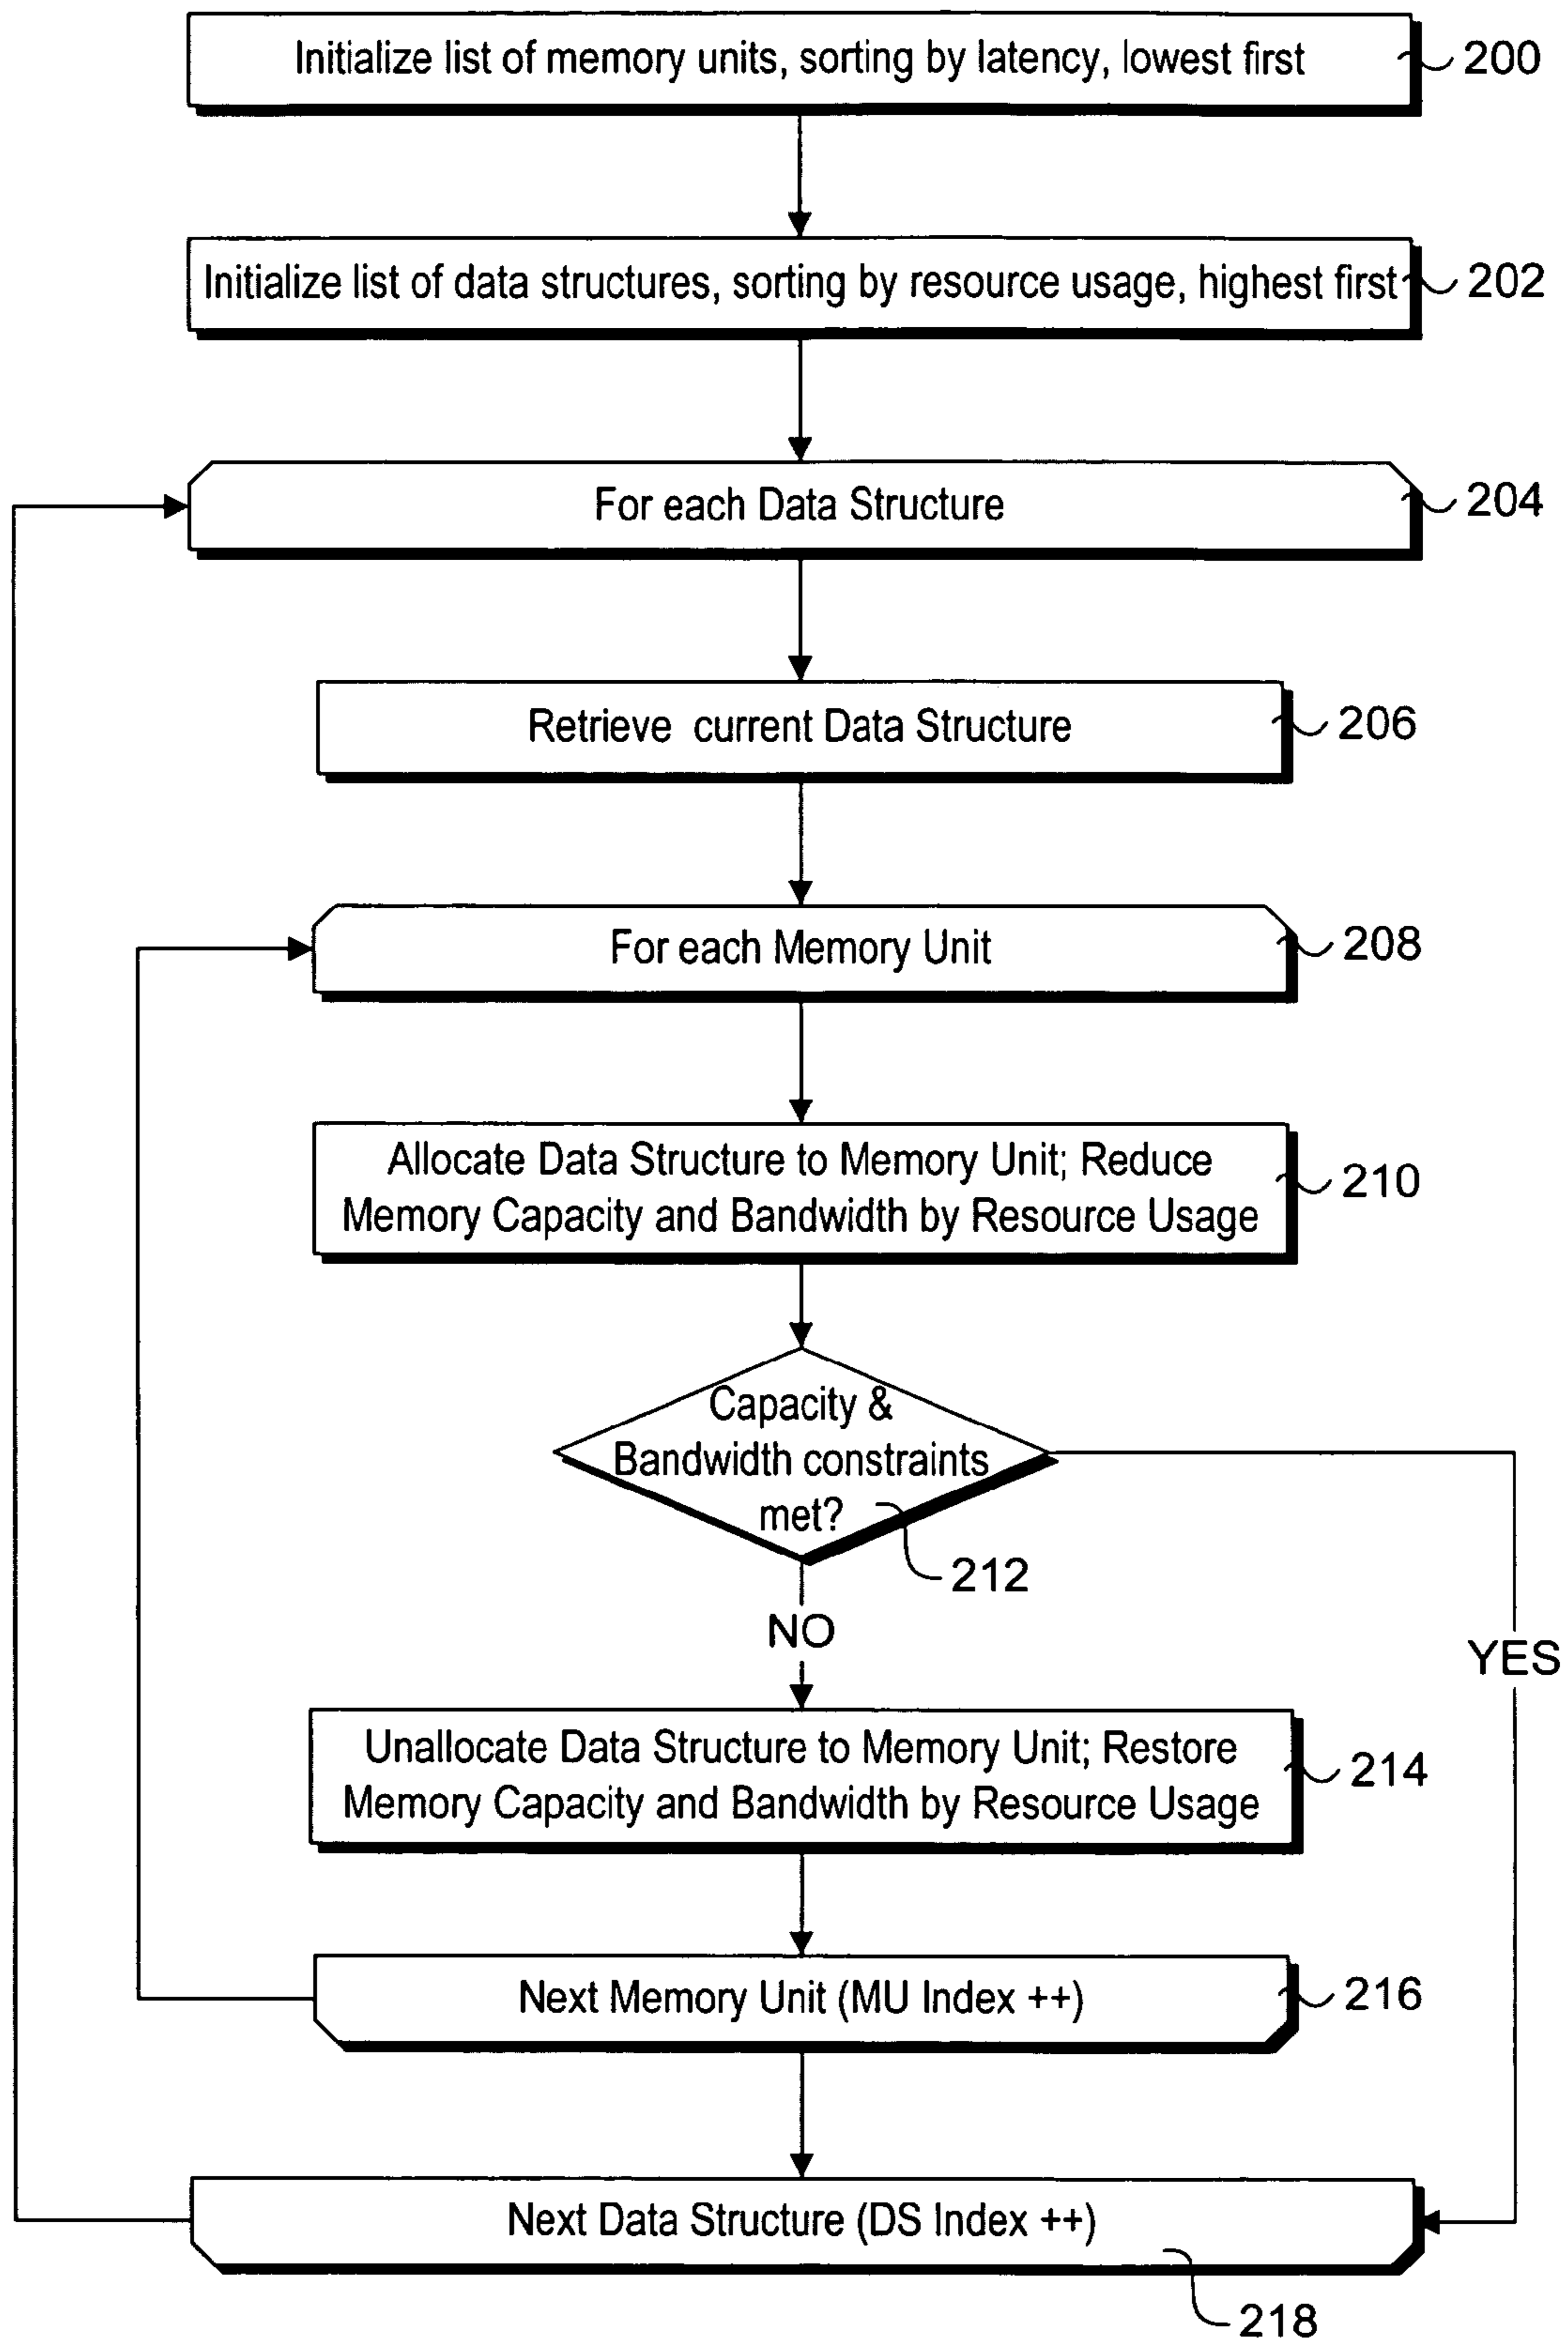 Initialize list of memory units, sorting by latency, lowest first
200
Initialize list of data structures, sorting by resource usage, highest first
202
For each Data Structure
204
Retrieve current Data Structure
206
For each Memory Unit
208
Allocate Data Structure to Memory Unit; Reduce
Memory Capacity and Bandwidth by Resource Usage
210
Capacity &
Bandwidth constraints
met?
212
NO
YES
Unallocate Data Structure to Memory Unit; Restore
Memory Capacity and Bandwidth by Resource Usage
214
Next Memory Unit (MU Index ++)
216
Next Data Structure (DS Index ++)
218